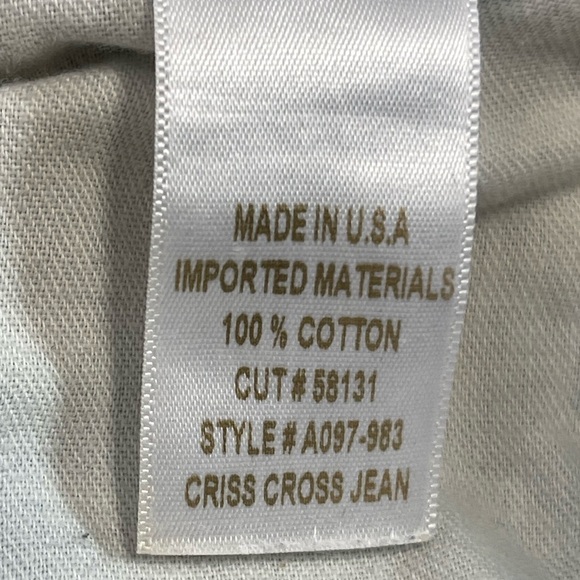 MADE IN U.S.A
IMPORTED MATERIALS
100 % COTTON
CUT # 58131
STYLE # A097-983
CRISS CROSS JEAN